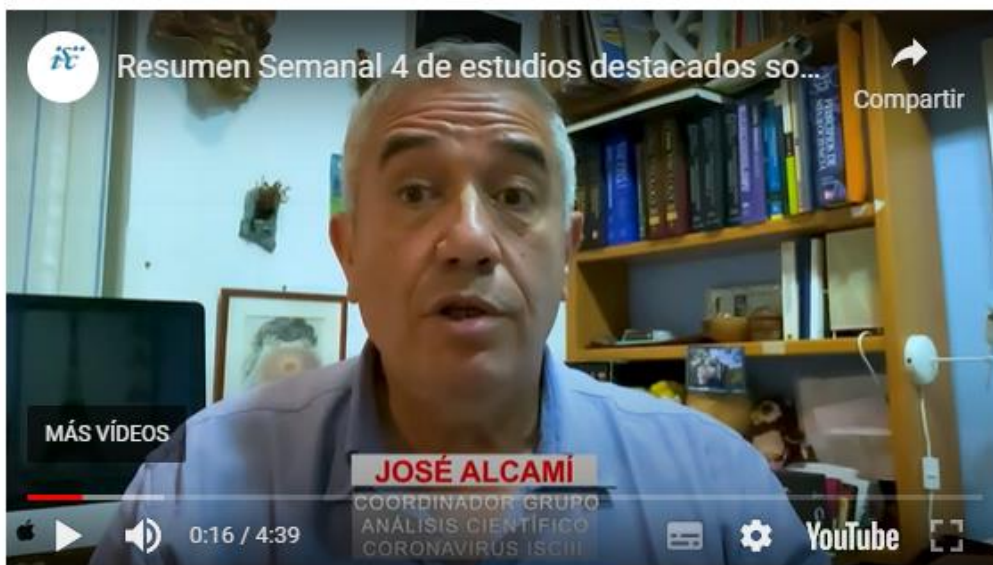 Resumen Semanal 4 de estudios destacados so...
Compartir
MÁS VÍDEOS
JOSÉ ALCAMÍ
COORDINADOR GRUPO
ANÁLISIS CIENTÍFICO
CORONAVIRUS ISCIII
0:16 / 4:39
YouTube